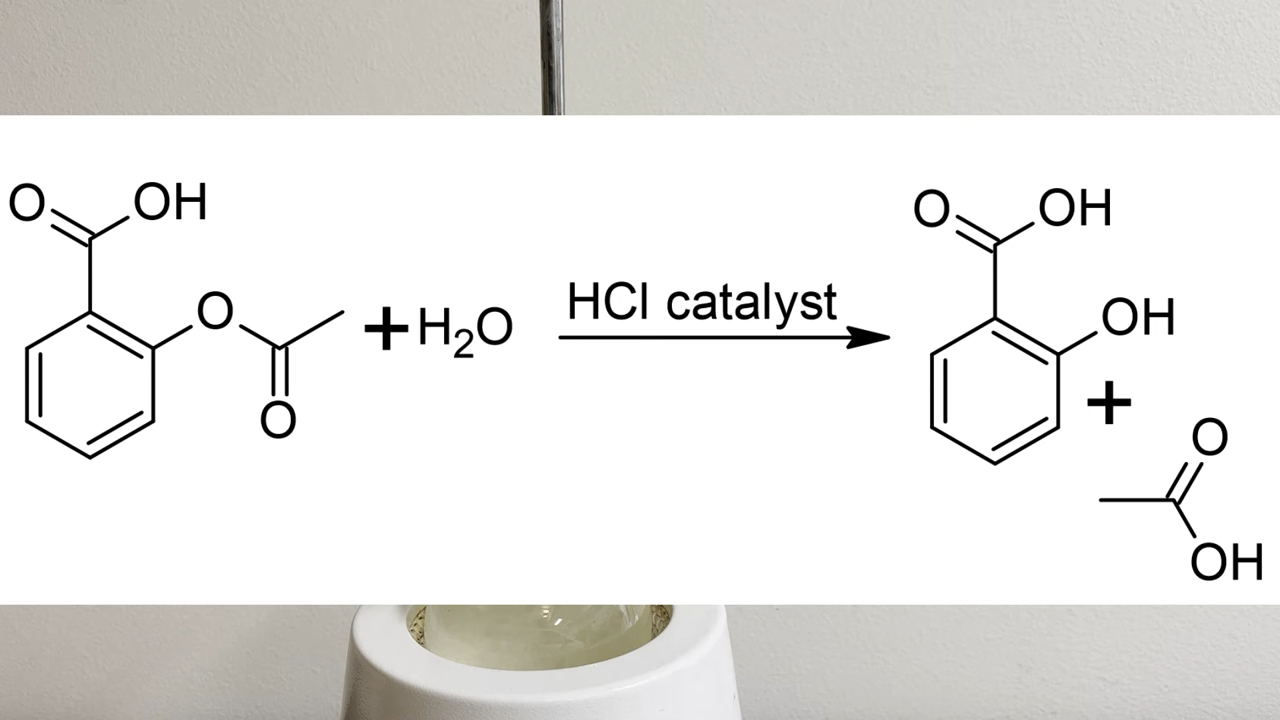 O OH
O
O
+ H₂O
HCl catalyst
O OH
OH
+
O
OH